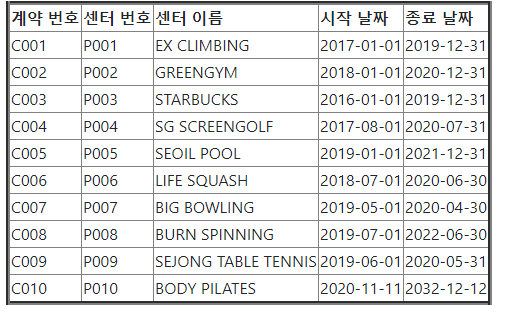 계약 번호 센터 번호 센터 이름 시작 날짜 종료 날짜
C001 P001 EX CLIMBING 2017-01-01 2019-12-31
C002 P002 GREENGYM 2018-01-01 2020-12-31
C003 P003 STARBUCKS 2016-01-01 2019-12-31
C004 P004 SG SCREENGOLF 2017-08-01 2020-07-31
C005 P005 SEOIL POOL 2019-01-01 2021-12-31
C006 P006 LIFE SQUASH 2018-07-01 2020-06-30
C007 P007 BIG BOWLING 2019-05-01 2020-04-30
C008 P008 BURN SPINNING 2019-07-01 2022-06-30
C009 P009 SEJONG TABLE TENNIS 2019-06-01 2020-05-31
C010 P010 BODY PILATES 2020-11-11 2032-12-12